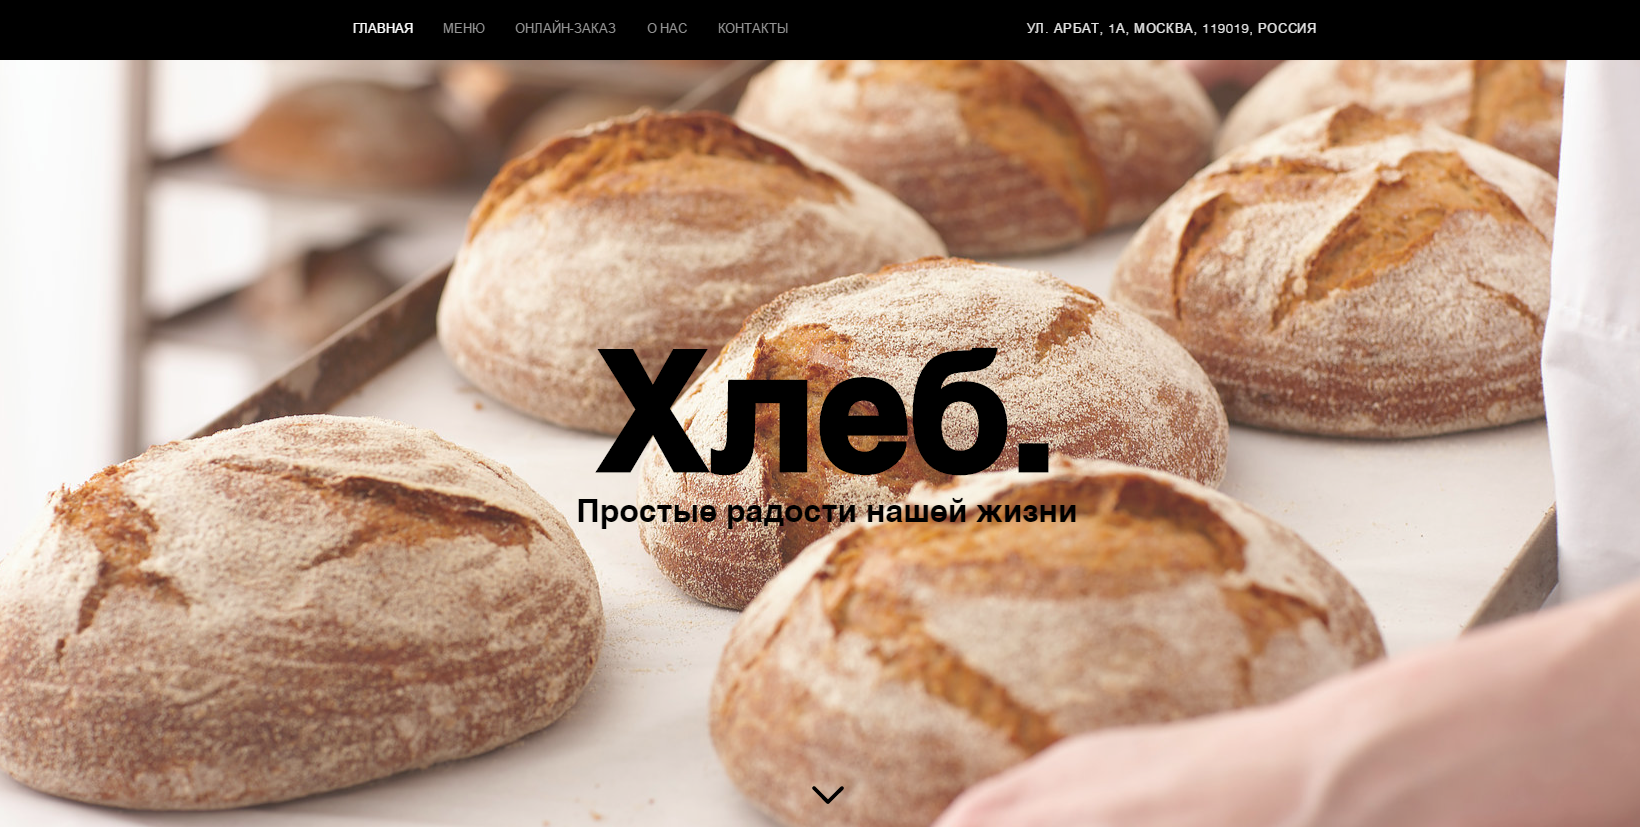 ГЛАВНАЯ МЕНЮ ОНЛАЙН-ЗАКАЗ О НАС КОНТАКТЫ УЛ. АРБАТ, 1А, МОСКВА, 119019, РОССИЯ
Хлеб.
Простые радости нашей жизни